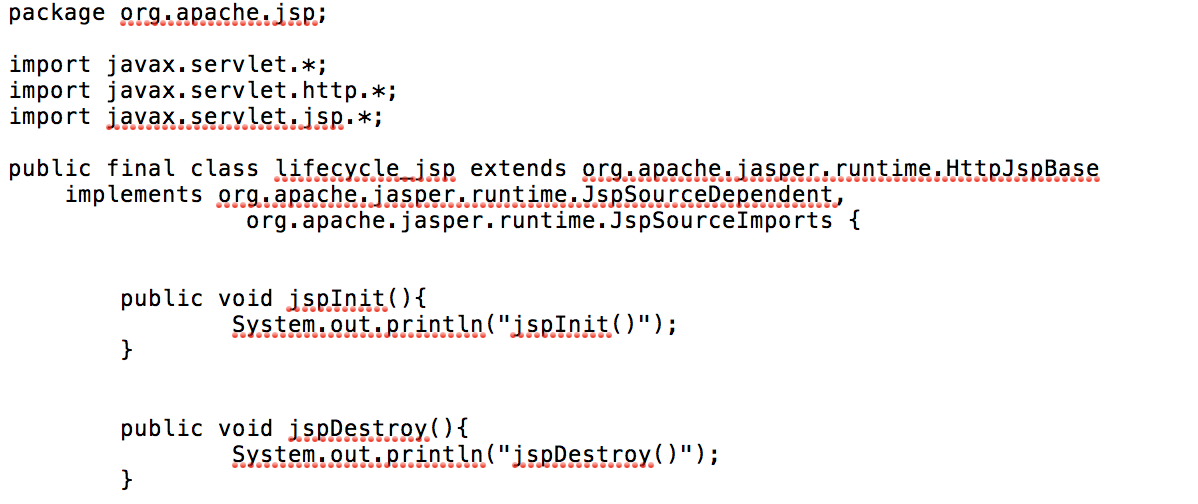 package org.apache.jsp;
import javax.servlet.*;
import javax.servlet.http.*;
import javax.servlet.jsp.*;
public final class lifecycle_jsp extends org.apache.jasper.runtime.HttpJspBase
implements org.apache.jasper.runtime.JspSourceDependent,
org.apache.jasper.runtime.JspSourceImports {
public void jspInit(){
System.out.println("jspInit()");
}
public void jspDestroy(){
System.out.println("jspDestroy()");
}